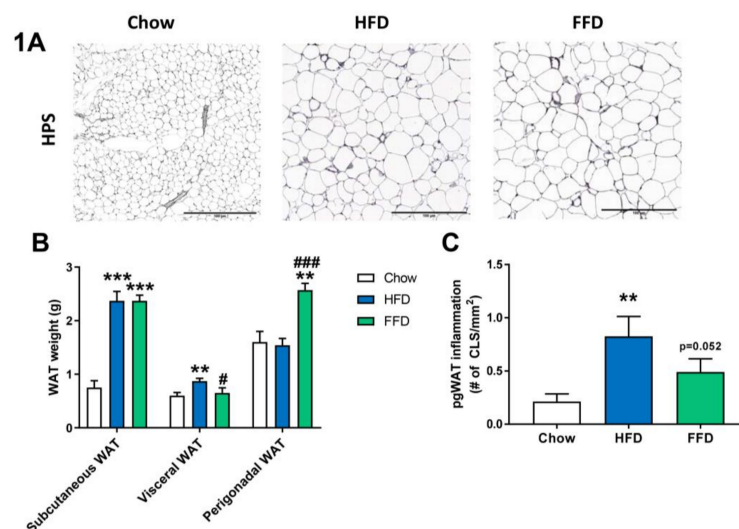 Chow HFD FFD
1A
HPS
B
WAT weight (g)
3
2
1
0
*** ***
** #
###
**
Subcutaneous WAT
Visceral WAT
Perigonadal WAT
Chow
HFD
FFD
C
pgWAT inflammation
(# of CLS/mm²)
1.5
1.0
0.5
0.0
**
p=0.052
Chow HFD FFD